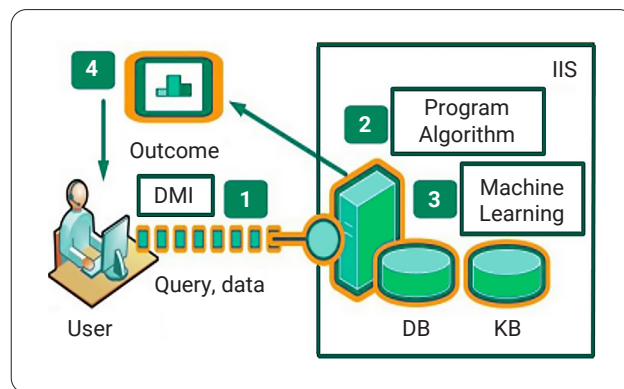 4
IIS
2
Program
Algorithm
Outcome
DMI
1
3
Machine
Learning
Query, data
User
DB
KB